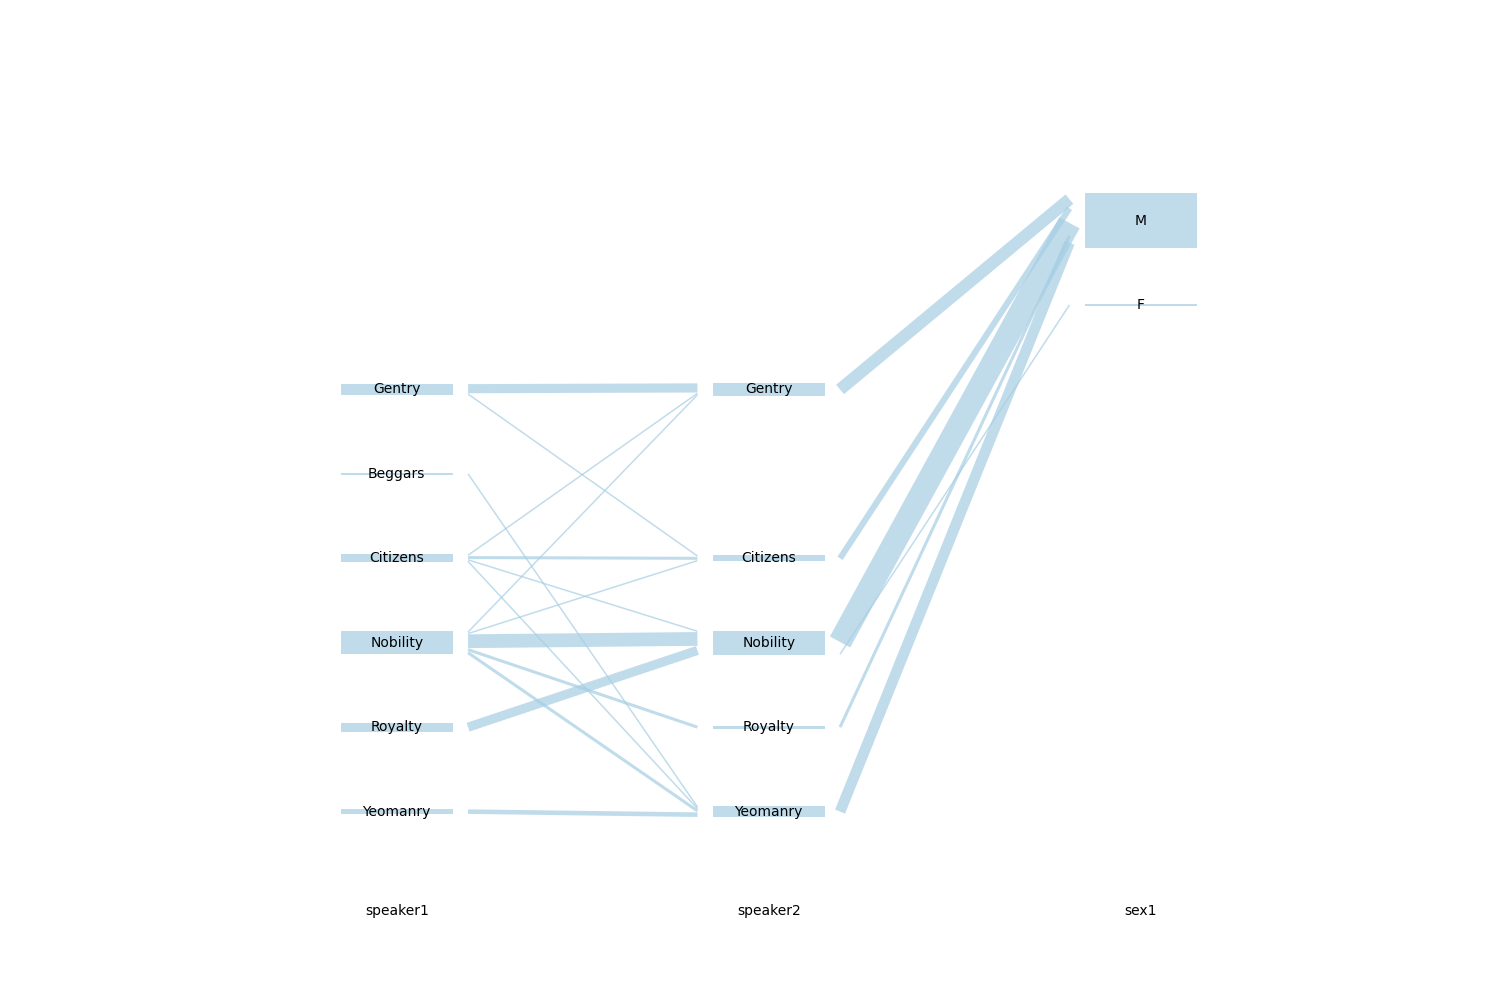 M
F
Gentry
Gentry
Beggars
Citizens
Citizens
Nobility
Nobility
Royalty
Royalty
Yeomanry
Yeomanry
speaker1
speaker2
sex1